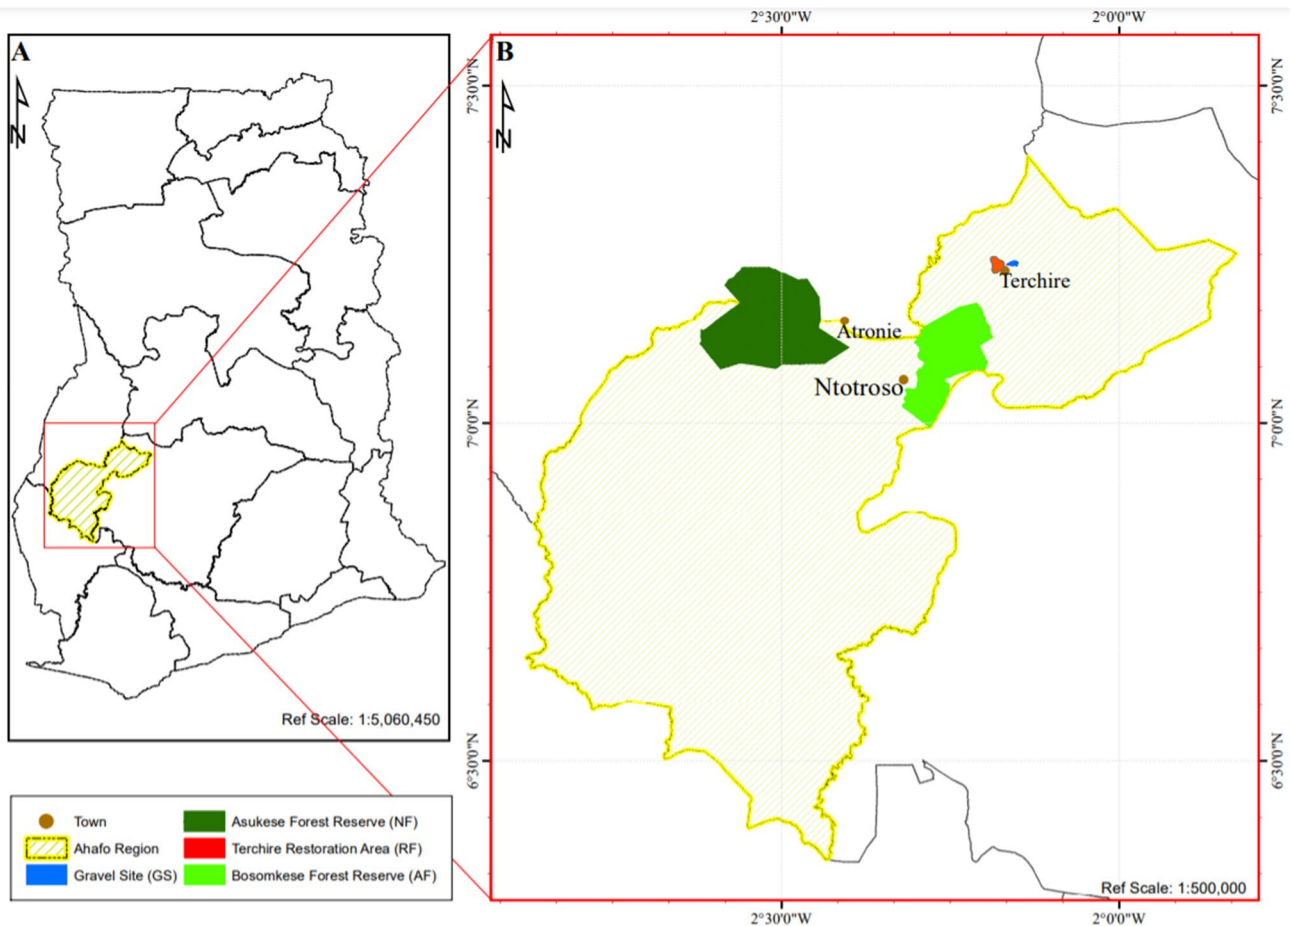 A
N
Ref Scale: 1:5,060,450
2°30'0"W
2°0'0"W
B
N
7°30'0"N
7°30'0"N
Terchire
Atronie
Ntotroso
7°0'0"N
7°0'0"N
6°30'0"N
6°30'0"N
Ref Scale: 1:500,000
2°30'0"W
2°0'0"W
Town
Asukese Forest Reserve (NF)
Ahafo Region
Terchire Restoration Area (RF)
Gravel Site (GS)
Bosomkese Forest Reserve (AF)